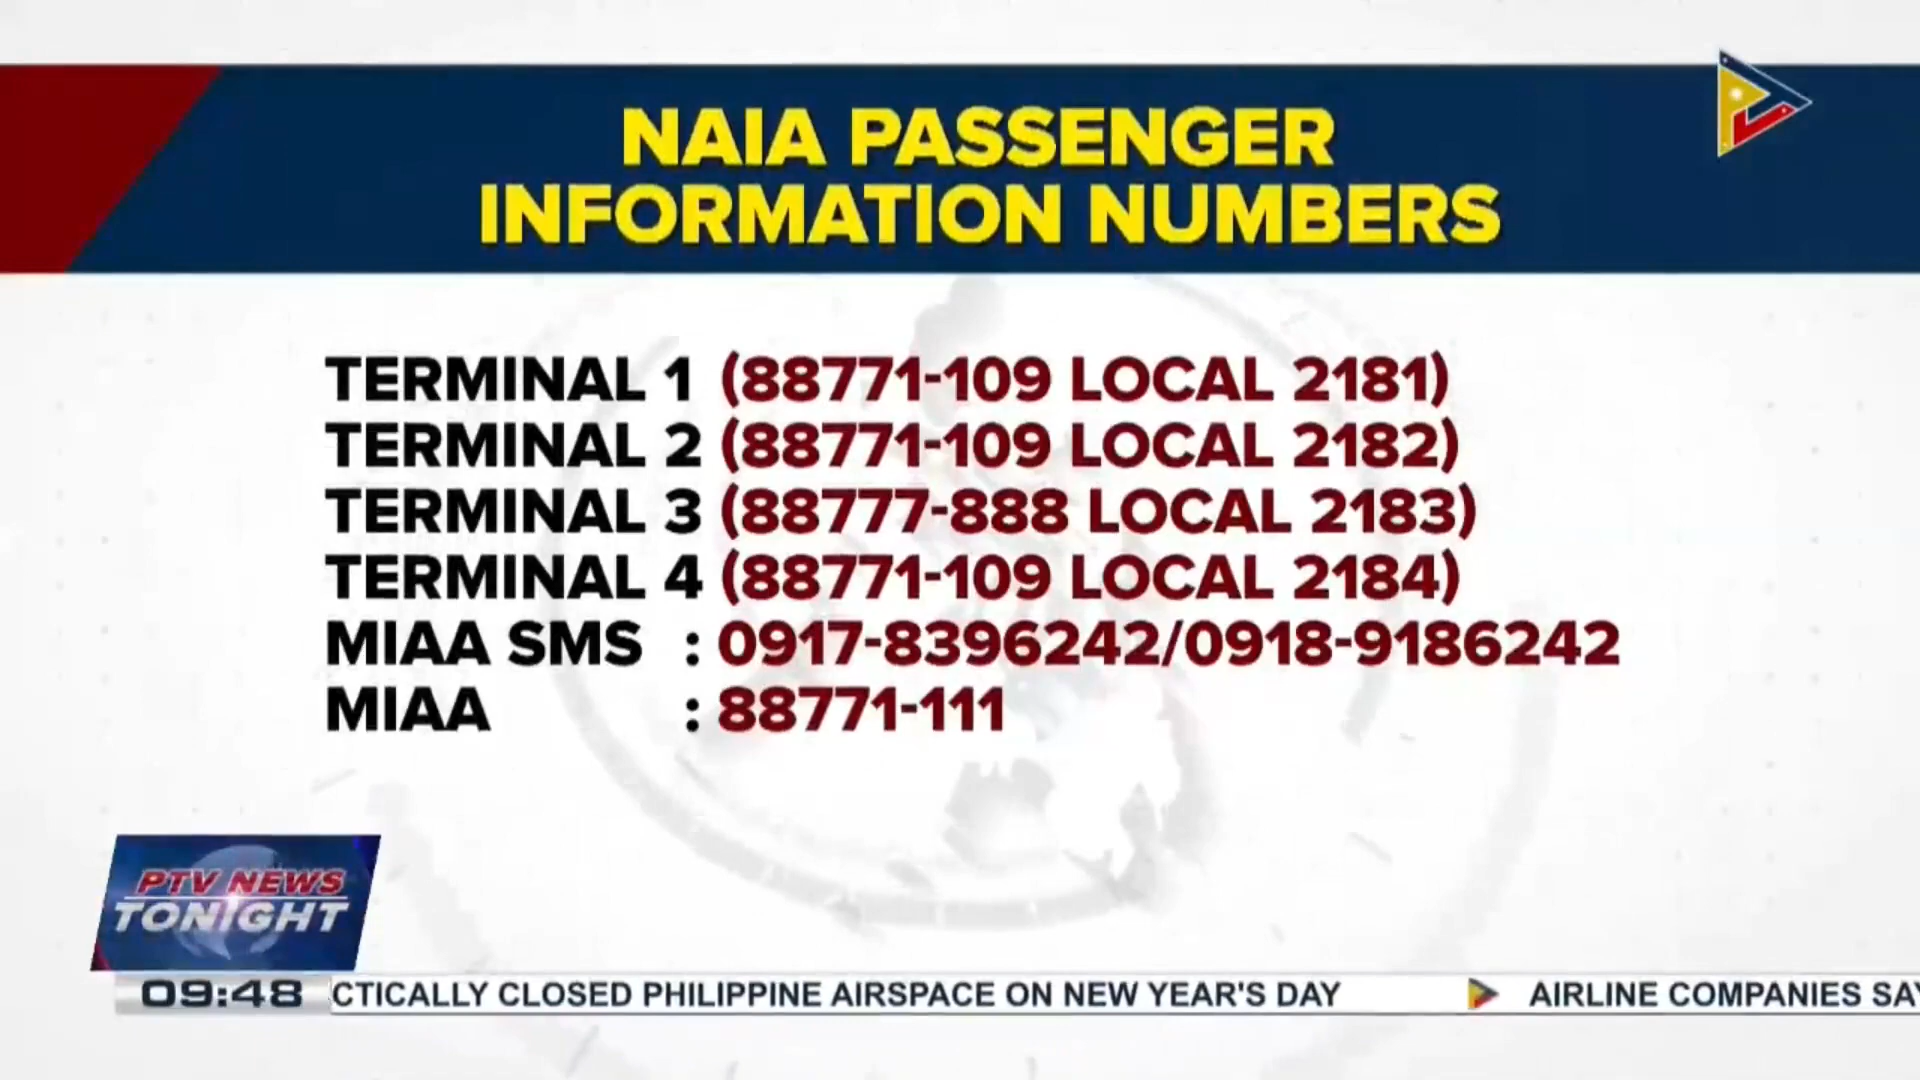 NAIA PASSENGER
INFORMATION NUMBERS
TERMINAL 1 (88771-109 LOCAL 2181)
TERMINAL 2 (88771-109 LOCAL 2182)
TERMINAL 3 (88777-888 LOCAL 2183)
TERMINAL 4 (88771-109 LOCAL 2184)
MIAA SMS : 0917-8396242/0918-9186242
MIAA : 88771-111
PTV NEWS
TONIGHT
09:48 CTICALLY CLOSED PHILIPPINE AIRSPACE ON NEW YEAR'S DAY AIRLINE COMPANIES SAY